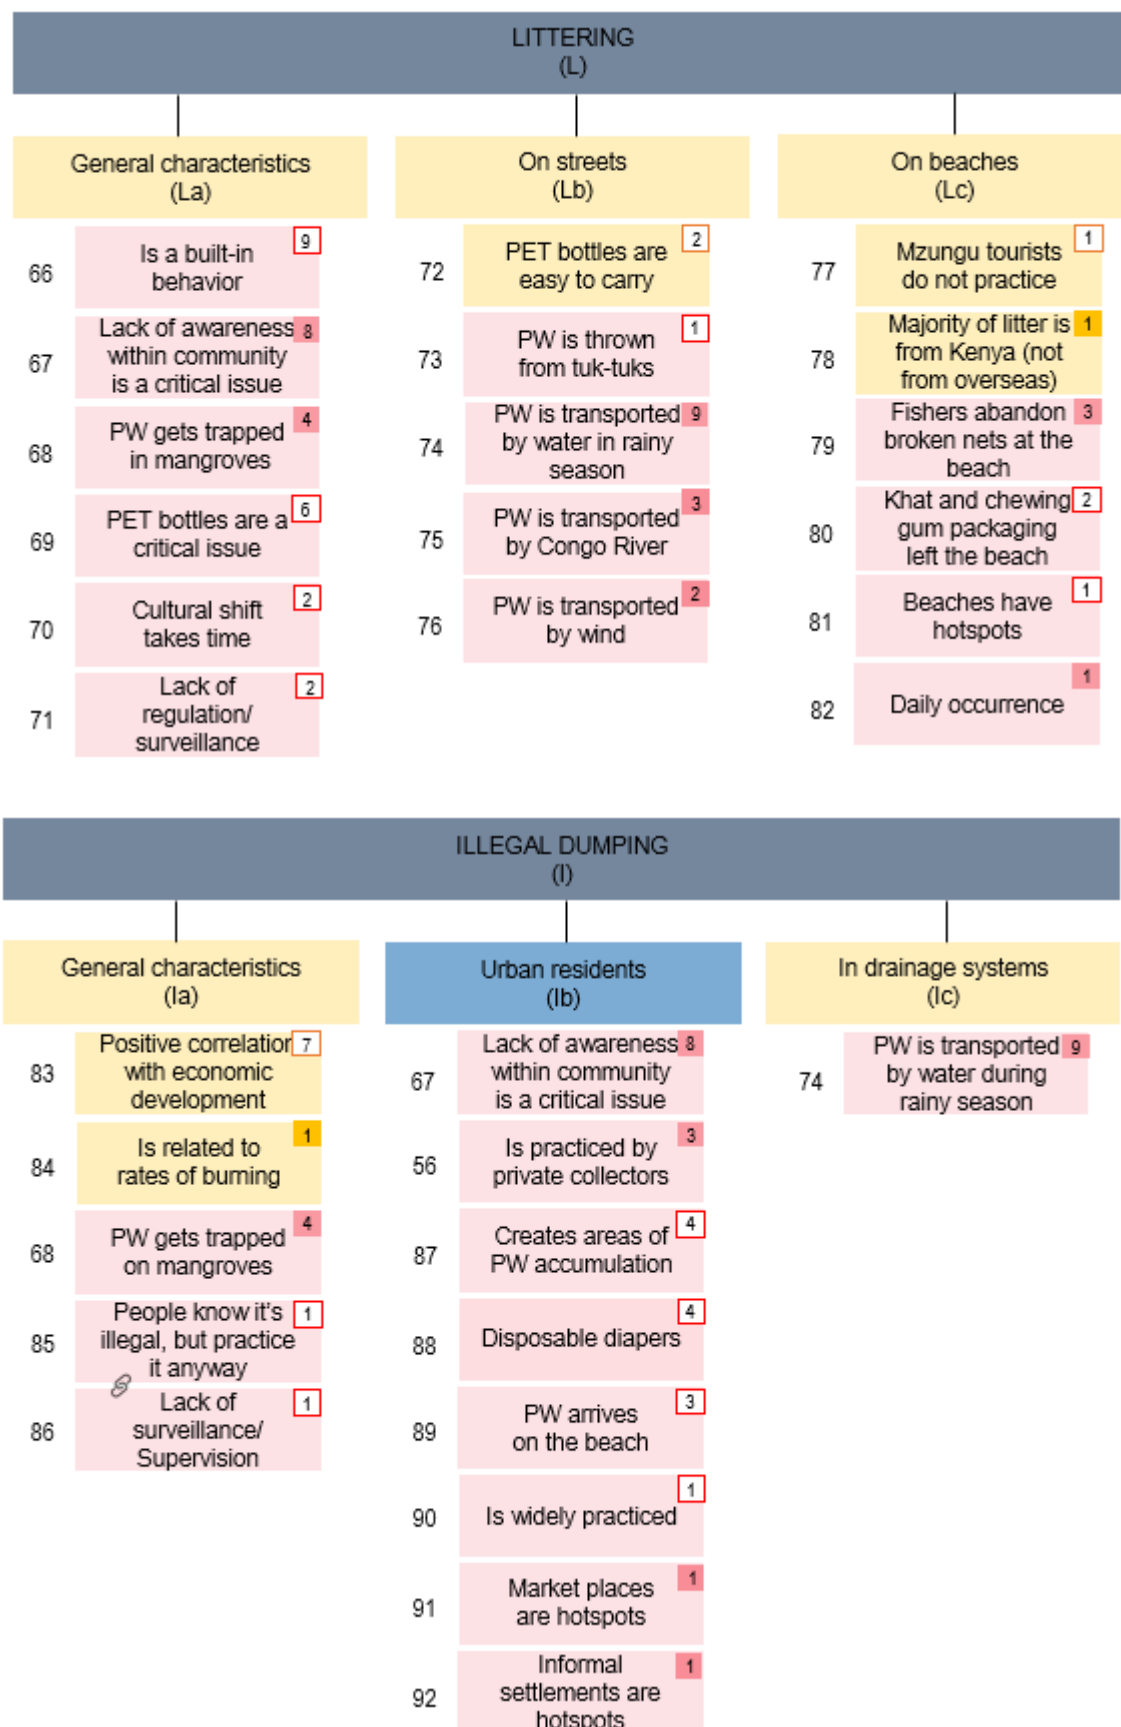 LITTERING
(L)
General characteristics
(La)
66
Is a built-in
behavior
9
67
Lack of awareness
within community
is a critical issue
8
68
PW gets trapped
in mangroves
4
69
PET bottles are a
critical issue
6
70
Cultural shift
takes time
2
71
Lack of
regulation/
surveillance
2
On streets
(Lb)
72
PET bottles are
easy to carry
2
73
PW is thrown
from tuk-tuks
1
74
PW is transported
by water in rainy
season
9
75
PW is transported
by Congo River
3
76
PW is transported
by wind
2
On beaches
(Lc)
77
Mzungu tourists
do not practice
1
78
Majority of litter is
from Kenya (not
from overseas)
1
79
Fishers abandon
broken nets at the
beach
3
80
Khat and chewing
gum packaging
left the beach
2
81
Beaches have
hotspots
1
82
Daily occurrence
1
ILLEGAL DUMPING
(I)
General characteristics
(Ia)
83
Positive correlation
with economic
development
7
84
Is related to
rates of burning
1
68
PW gets trapped
on mangroves
4
85
People know it's
illegal, but practice
it anyway
1
86
Lack of
surveillance/
Supervision
1
Urban residents
(Ib)
67
Lack of awareness
within community
is a critical issue
8
56
Is practiced by
private collectors
3
87
Creates areas of
PW accumulation
4
88
Disposable diapers
4
89
PW arrives
on the beach
3
90
Is widely practiced
1
91
Market places
are hotspots
1
92
Informal
settlements are
hotspots
1
In drainage systems
(Ic)
74
PW is transported
by water during
rainy season
9